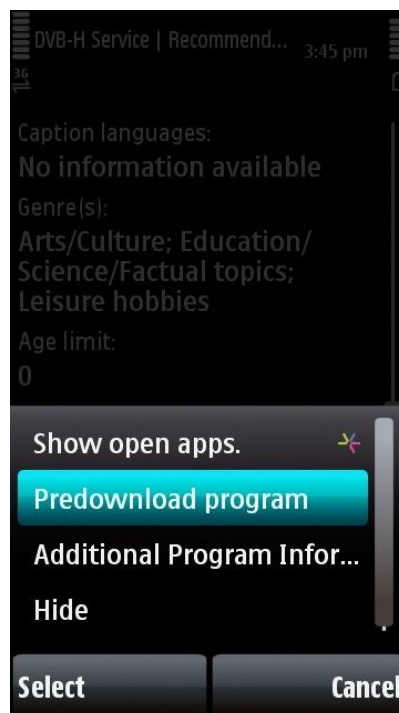 DVB-H Service | Recommend...
3:45 pm
3G
Caption languages:
No information available
Genre(s):
Arts/Culture; Education/
Science/Factual topics;
Leisure hobbies
Age limit:
0
Show open apps.
Predownload program
Additional Program Infor...
Hide
Select
Cancel